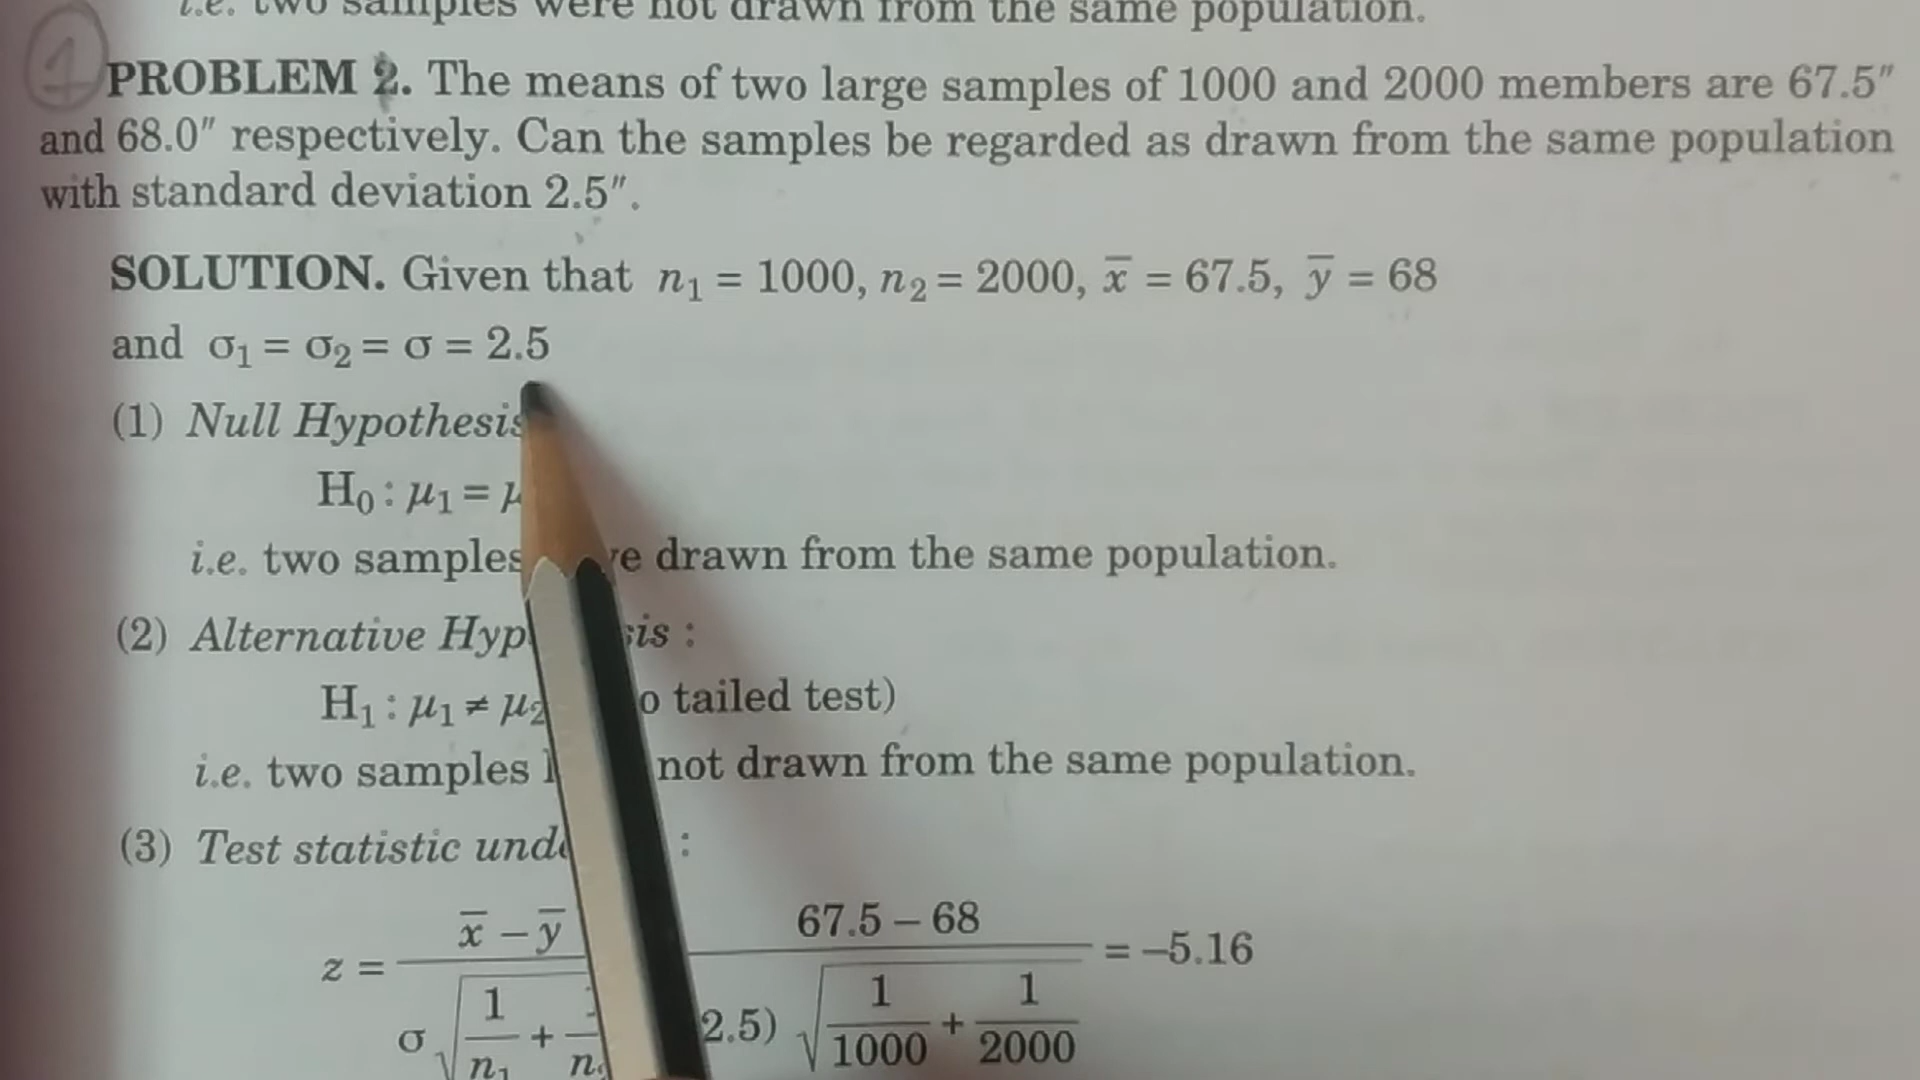 i.e. two samples were not drawn from the same population.
1
PROBLEM 2. The means of two large samples of 1000 and 2000 members are 67.5″
and 68.0″ respectively. Can the samples be regarded as drawn from the same population
with standard deviation 2.5″.
SOLUTION. Given that n₁ = 1000, n₂ = 2000, x̄ = 67.5, ȳ = 68
and σ₁ = σ₂ = σ = 2.5
(1) Null Hypothesis
H₀ : μ₁ =
i.e. two samples drawn from the same population.
(2) Alternative
H₁ : μ₁ ≠ μ₂ tailed test)
i.e. two samples not drawn from the same population.
(3) Test statistic :
z = (x̄ − ȳ) / (σ √(1/n₁ + 67.5 − 68 / 2.5) √(1/1000 + 1/2000) = −5.16